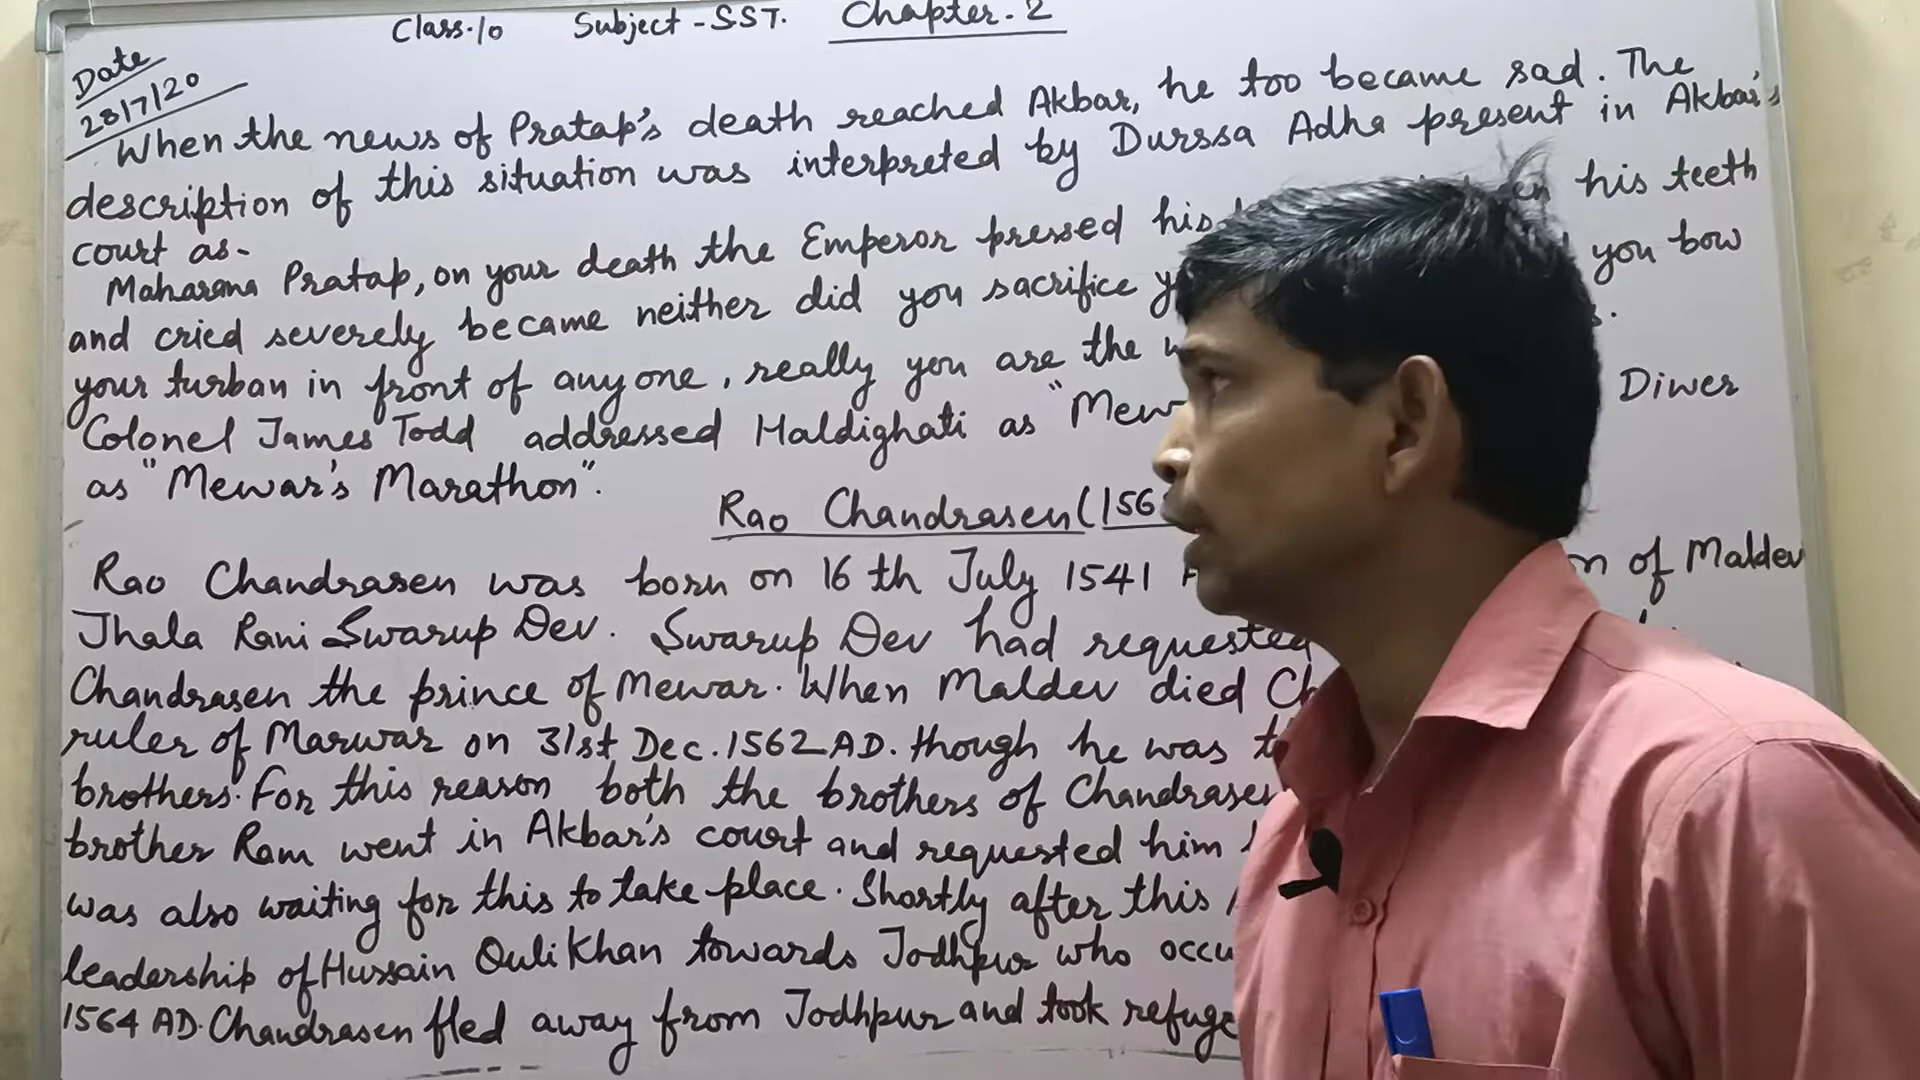 Class.10 Subject-SST. Chapter-2
Date
28/7/20
When the news of Pratap's death reached Akbar, he too became sad. The
description of this situation was interpreted by Durssa Adha present in Akbar's
court as-
Maharana Pratap, on your death the Emperor pressed his his teeth
and cried severely became neither did you sacrifice you bow
your turban in front of anyone, really you are the
Colonel James Todd addressed Haldighati as "Mew Diwer
as "Mewar's Marathon".
Rao Chandrasen (156
Rao Chandrasen was born on 16 th July 1541 of Maldev
Jhala Rani Swarup Dev. Swarup Dev had requested
Chandrasen the prince of Mewar. When Maldev died Ch
ruler of Marwar on 31st Dec. 1562 AD. though he was
brothers. For this reason both the brothers of Chandrasen
brother Ram went in Akbar's court and requested him
was also waiting for this to take place. Shortly after this
leadership of Hussain Quli Khan towards Jodhpur who occu
1564 AD. Chandrasen fled away from Jodhpur and took refuge